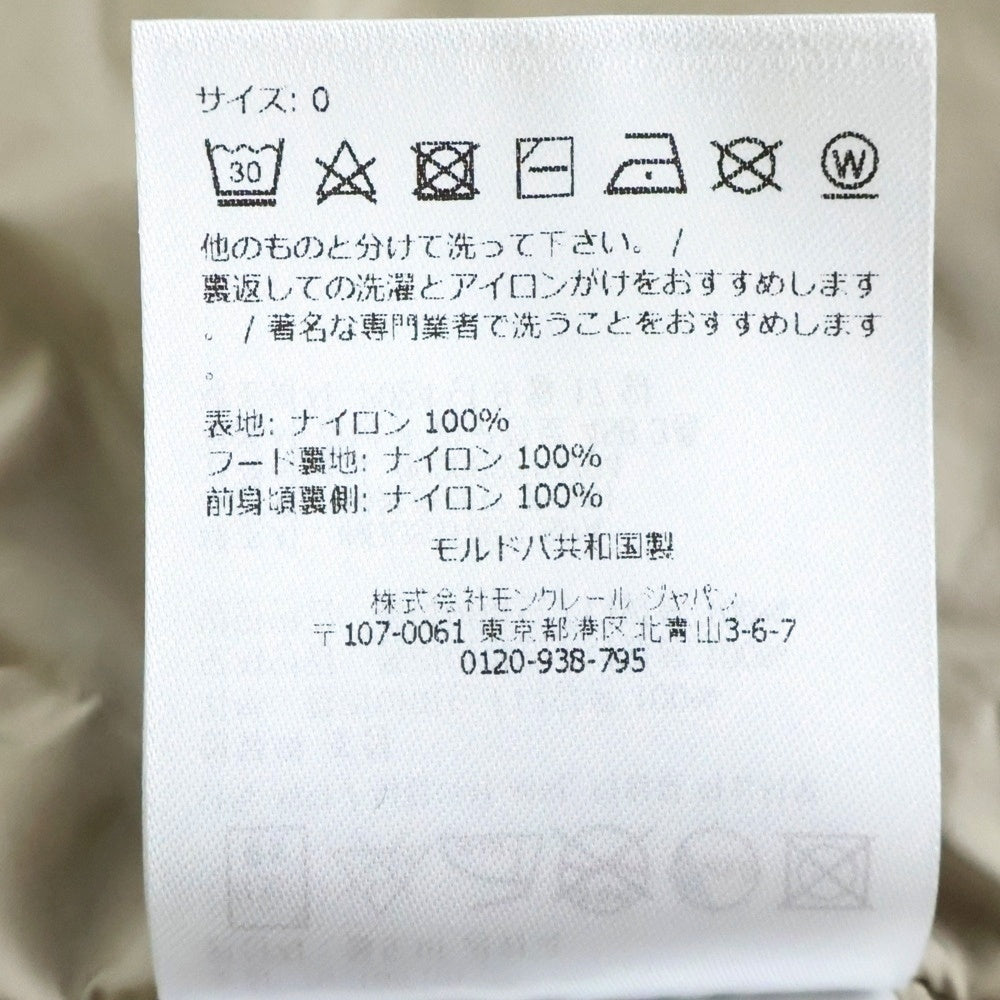 サイズ: 0
30
W
他のものと分けて洗って下さい。 /
裏返しての洗濯とアイロンがけをおすすめします
。 / 著名な専門業者で洗うことをおすすめします
。
表地: ナイロン 100%
フード裏地: ナイロン 100%
前身頃裏側: ナイロン 100%
モルドバ共和国製
株式会社モンクレール ジャパン
〒107-0061 東京都港区北青山3-6-7
0120-938-795